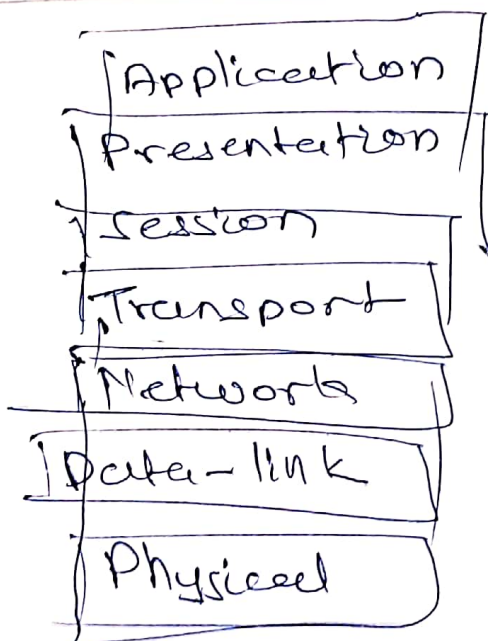 Application
Presentation
Session
Transport
Network
Data-link
Physical